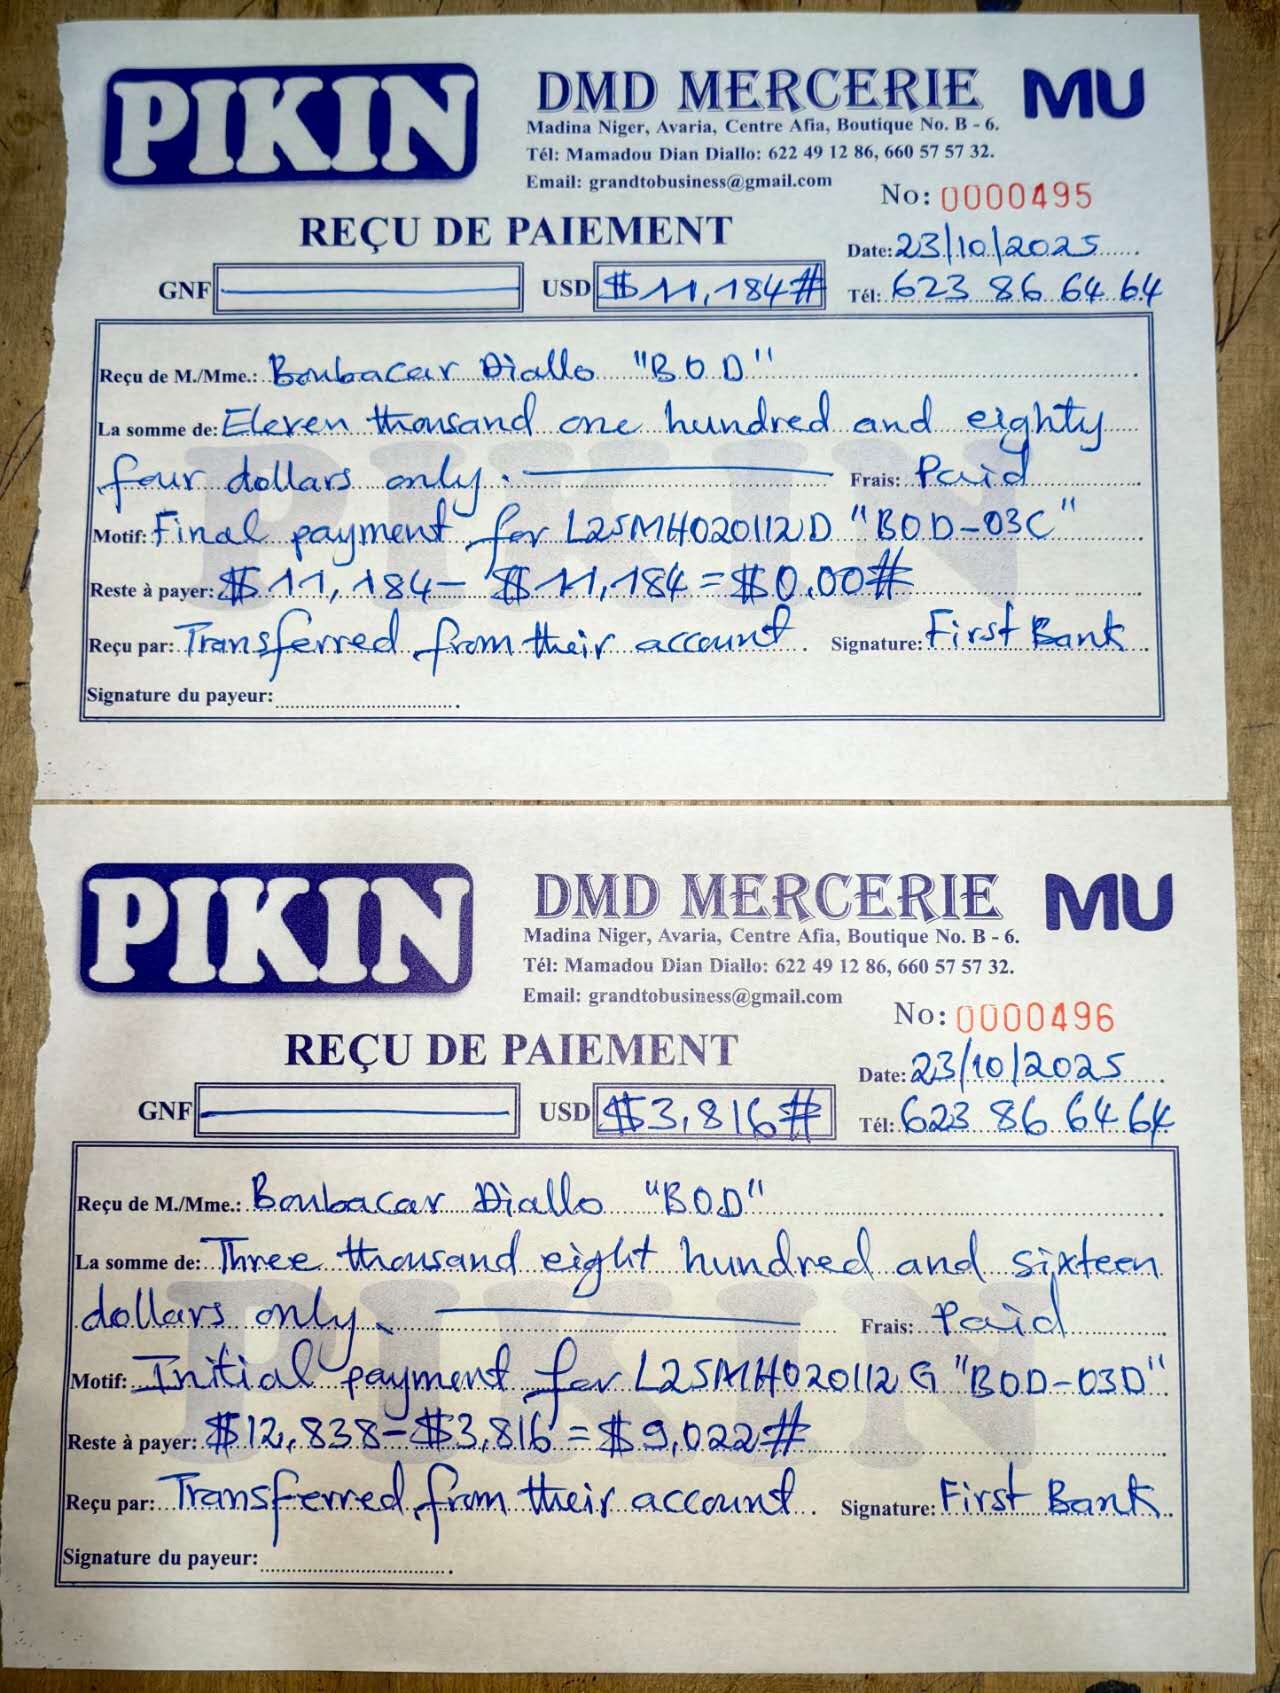 PIKIN
DMD MERCERIE MU
Madina Niger, Avaria, Centre Afia, Boutique No. B - 6.
Tél: Mamadou Dian Diallo: 622 49 12 86, 660 57 57 32.
Email: grandtobusiness@gmail.com
No: 0000495
REÇU DE PAIEMENT
Date: 23/10/2025
GNF USD $11,184#
Tél: 623 86 64 64
Reçu de M./Mme.: Boubacar Diallo "B O D"
La somme de: Eleven thousand one hundred and eighty
four dollars only. Frais: Paid
Motif: Final payment for L25MH020112D "BOD-03C"
Reste à payer: $11,184 - $11,184 = $0.00#
Reçu par: Transferred from their account Signature: First Bank
Signature du payeur:
PIKIN
PIKIN
DMD MERCERIE MU
Madina Niger, Avaria, Centre Afia, Boutique No. B - 6.
Tél: Mamadou Dian Diallo: 622 49 12 86, 660 57 57 32.
Email: grandtobusiness@gmail.com
No: 0000496
REÇU DE PAIEMENT
Date: 23/10/2025
GNF USD $3,816#
Tél: 623 86 64 64
Reçu de M./Mme.: Boubacar Diallo "BOD"
La somme de: Three thousand eight hundred and sixteen
dollars only. Frais: Paid
Motif: Initial payment for L25MH020112G "BOD-03D"
Reste à payer: $12,838-$3,816 = $9,022#
Reçu par: Transferred from their account Signature: First Bank
Signature du payeur:
PIKIN